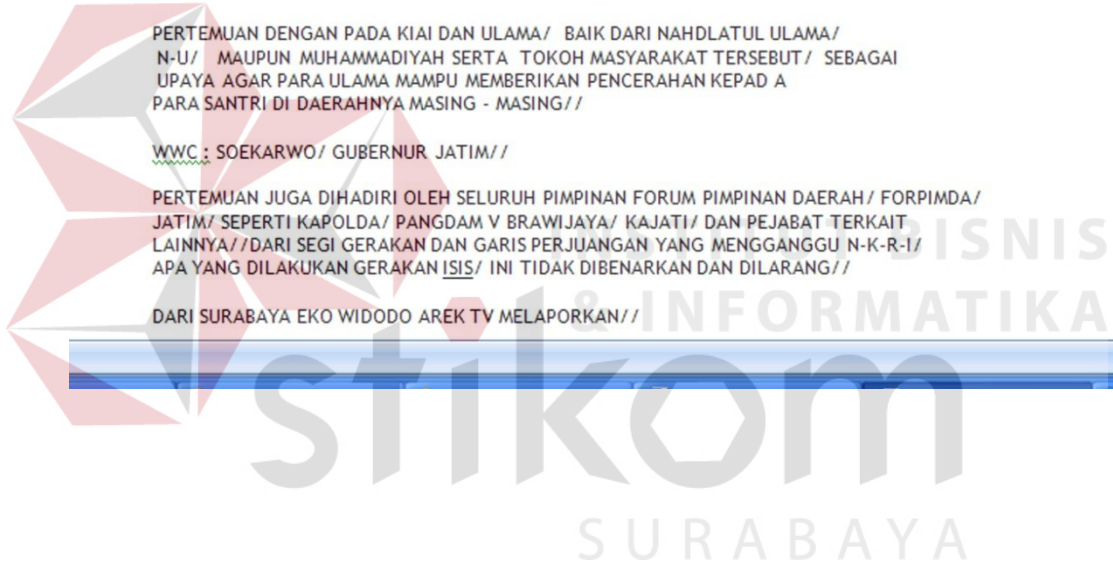 PERTEMUAN DENGAN PADA KIAI DAN ULAMA/ BAIK DARI NAHDLATUL ULAMA/
N-U/ MAUPUN MUHAMMADIYAH SERTA TOKOH MASYARAKAT TERSEBUT/ SEBAGAI
UPAYA AGAR PARA ULAMA MAMPU MEMBERIKAN PENCERAHAN KEPAD A
PARA SANTRI DI DAERAHNYA MASING - MASING//
WWC : SOEKARWO/ GUBERNUR JATIM//
PERTEMUAN JUGA DIHADIRI OLEH SELURUH PIMPINAN FORUM PIMPINAN DAERAH/ FORPIMDA/
JATIM/ SEPERTI KAPOLDA/ PANGDAM V BRAWIJAYA/ KAJATI/ DAN PEJABAT TERKAIT
LAINNYA//DARI SEGI GERAKAN DAN GARIS PERJUANGAN YANG MENGGANGGU N-K-R-I/
APA YANG DILAKUKAN GERAKAN ISIS/ INI TIDAK DIBENARKAN DAN DILARANG//
DARI SURABAYA EKO WIDODO AREK TV MELAPORKAN//
INSTITUT BISNIS
& INFORMATIKA
stikom
SURABAYA